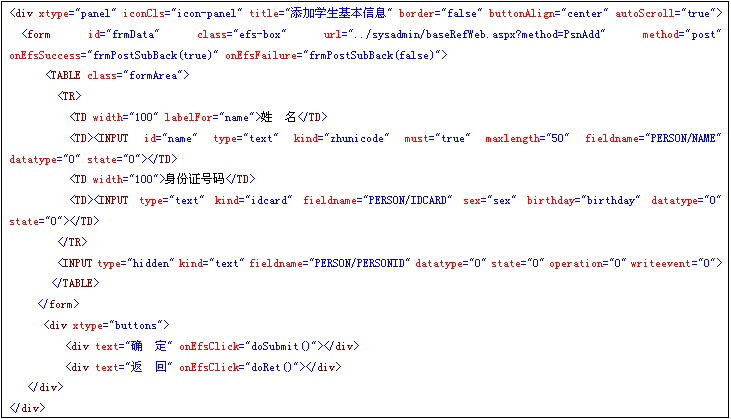 <div xtype="panel" iconCls="icon-panel" title="添加学生基本信息" border="false" buttonAlign="center" autoScroll="true">
<form id="frmData" class="efs-box" url="../sysadmin/baseRefWeb.aspx?method=PsnAdd" method="post"
onEfsSuccess="frmPostSubBack(true)" onEfsFailure="frmPostSubBack(false)">
<TABLE class="formArea">
<TR>
<TD width="100" labelFor="name">姓　名</TD>
<TD><INPUT id="name" type="text" kind="zhunicode" must="true" maxlength="50" fieldname="PERSON/NAME"
datatype="0" state="0"></TD>
<TD width="100">身份证号码</TD>
<TD><INPUT type="text" kind="idcard" fieldname="PERSON/IDCARD" sex="sex" birthday="birthday" datatype="0"
state="0"></TD>
</TR>
<INPUT type="hidden" kind="text" fieldname="PERSON/PERSONID" datatype="0" state="0" operation="0" writeevent="0">
</TABLE>
</form>
<div xtype="buttons">
<div text="确　定" onEfsClick="doSubmit()"></div>
<div text="返　回" onEfsClick="doRet()"></div>
</div>
</div>